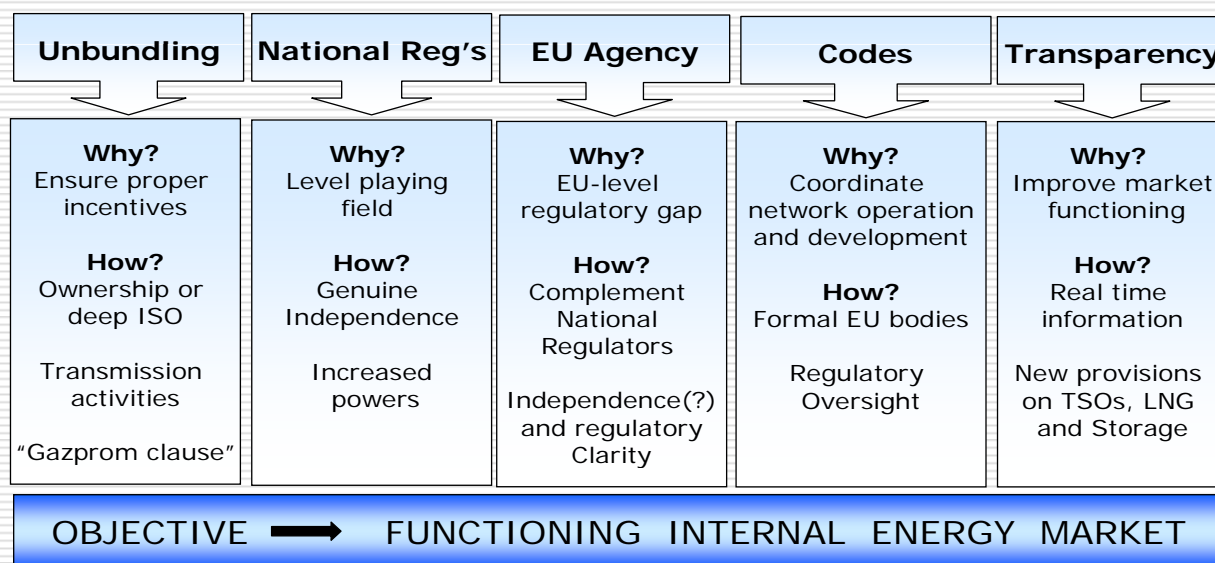 Unbundling
Why?
Ensure proper
incentives
How?
Ownership or
deep ISO
Transmission
activities
“Gazprom clause”
National Reg's
Why?
Level playing
field
How?
Genuine
Independence
Increased
powers
EU Agency
Why?
EU-level
regulatory gap
How?
Complement
National
Regulators
Independence(?)
and regulatory
Clarity
Codes
Why?
Coordinate
network operation
and development
How?
Formal EU bodies
Regulatory
Oversight
Transparency
Why?
Improve market
functioning
How?
Real time
information
New provisions
on TSOs, LNG
and Storage
OBJECTIVE ➞ FUNCTIONING INTERNAL ENERGY MARKET